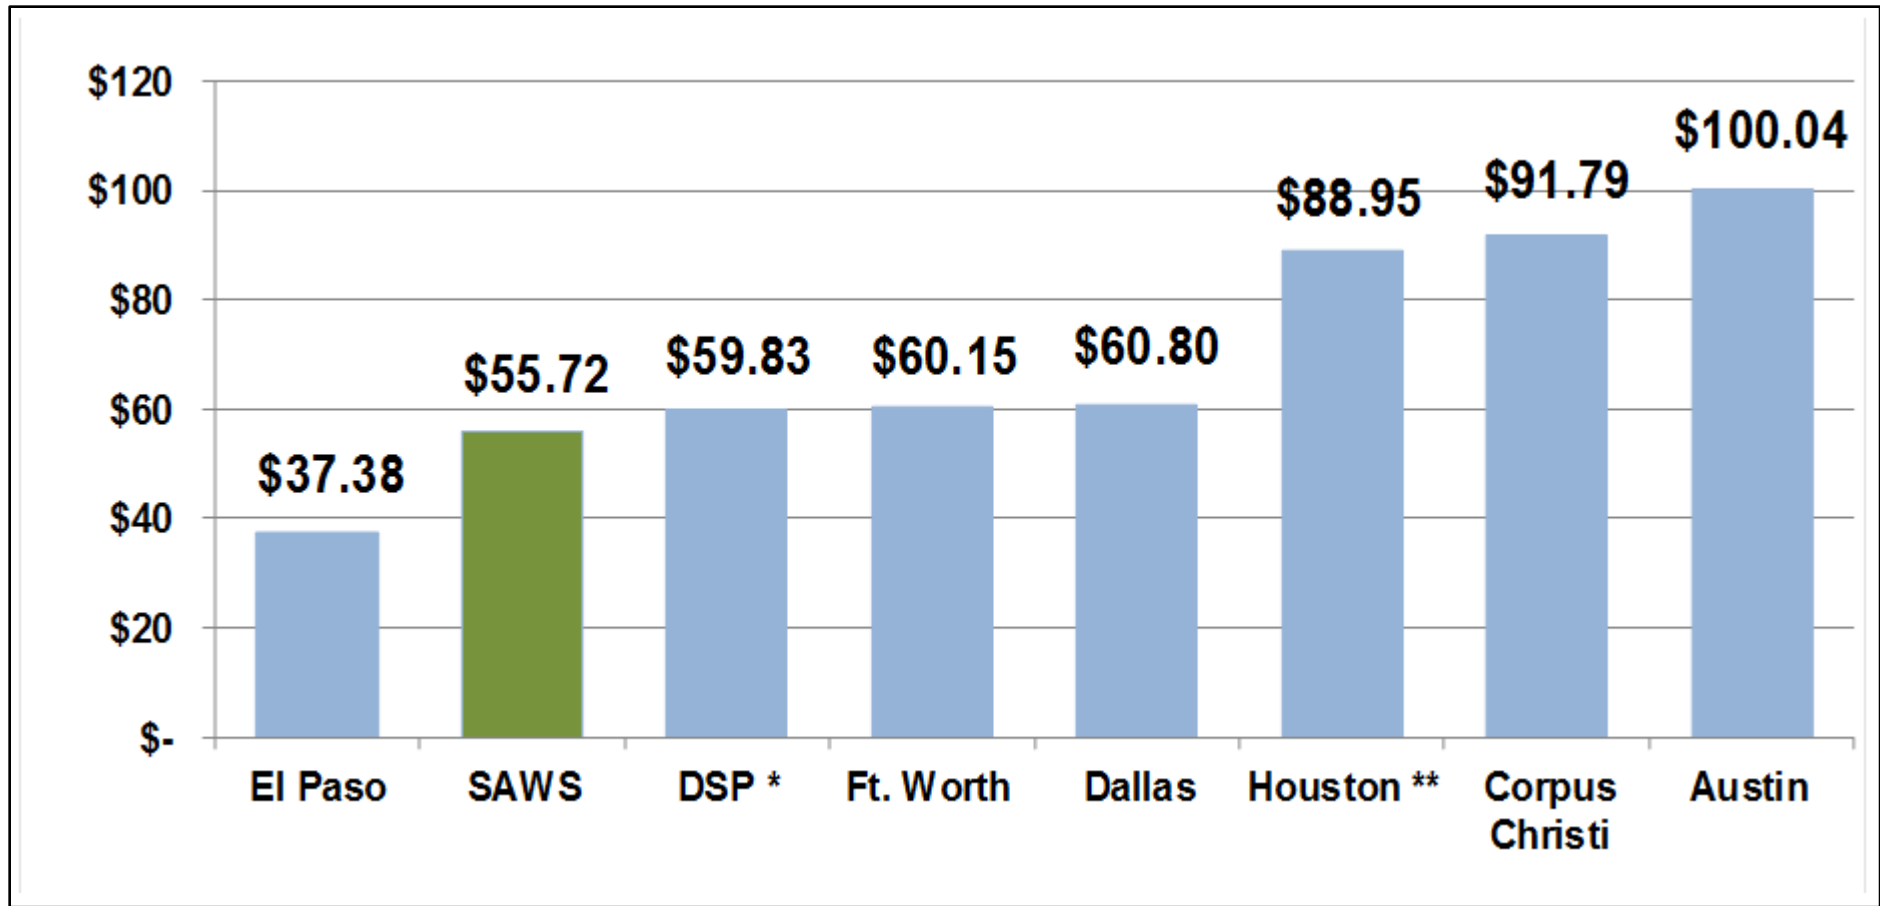 $120
$100
$80
$60
$40
$20
$-
$37.38
$55.72
$59.83
$60.15
$60.80
$88.95
$91.79
$100.04
El Paso
SAWS
DSP *
Ft. Worth
Dallas
Houston **
Corpus
Christi
Austin